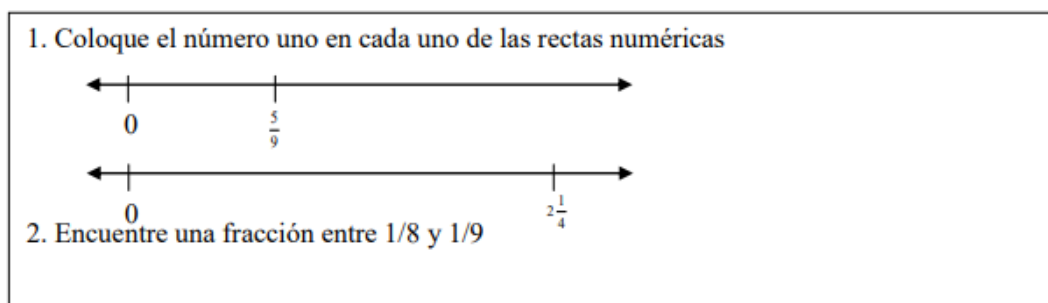 1. Coloque el número uno en cada uno de las rectas numéricas
0 5/9
0 2 1/4
2. Encuentre una fracción entre 1/8 y 1/9